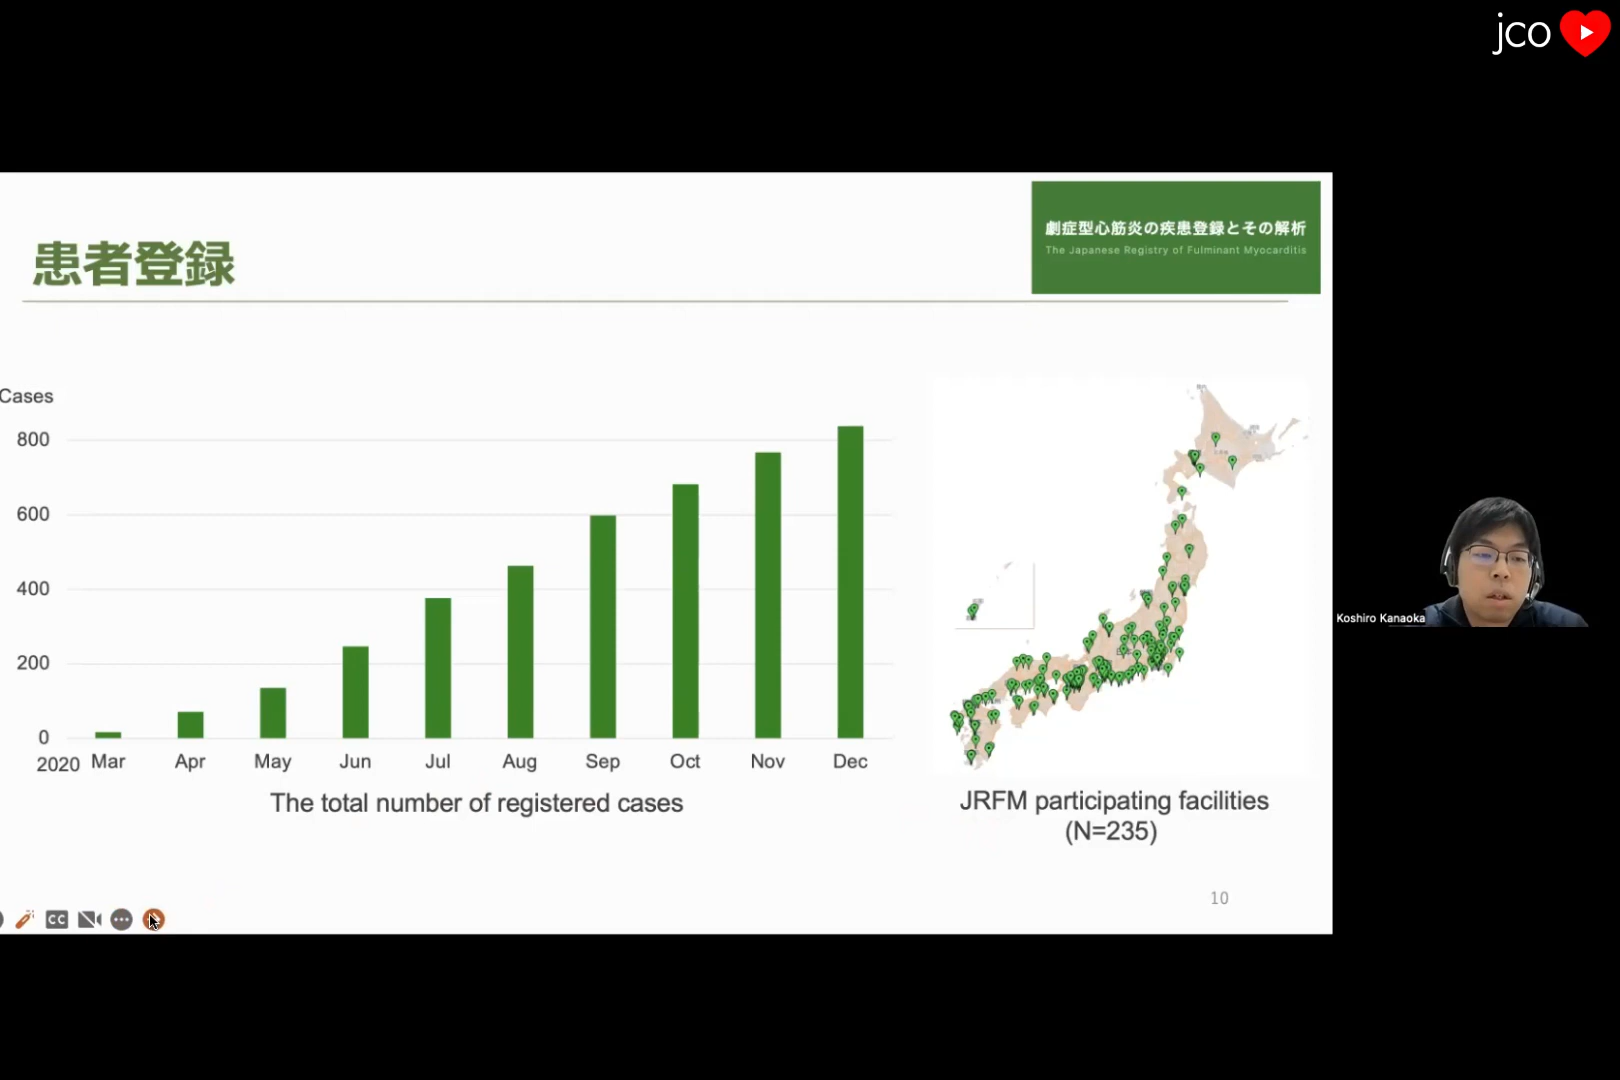 jco
劇症型心筋炎の疾患登録とその解析
The Japanese Registry of Fulminant Myocarditis
患者登録
Cases
800
600
400
200
0
2020 Mar Apr May Jun Jul Aug Sep Oct Nov Dec
The total number of registered cases
JRFM participating facilities
(N=235)
Koshiro Kanaoka
10
CC